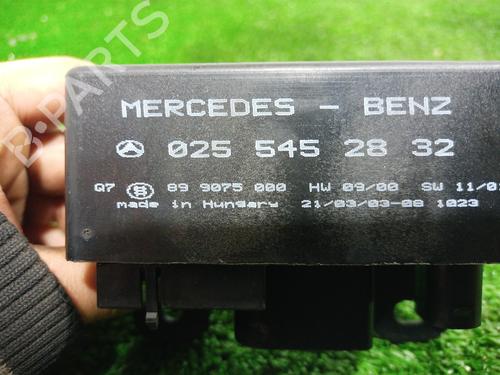 MERCEDES - BENZ
025 545 28 32
Q7 89 9075 000 HW 09/00 SW 11/01
made in Hungary 21/03/03-08 1023
B-PARTS